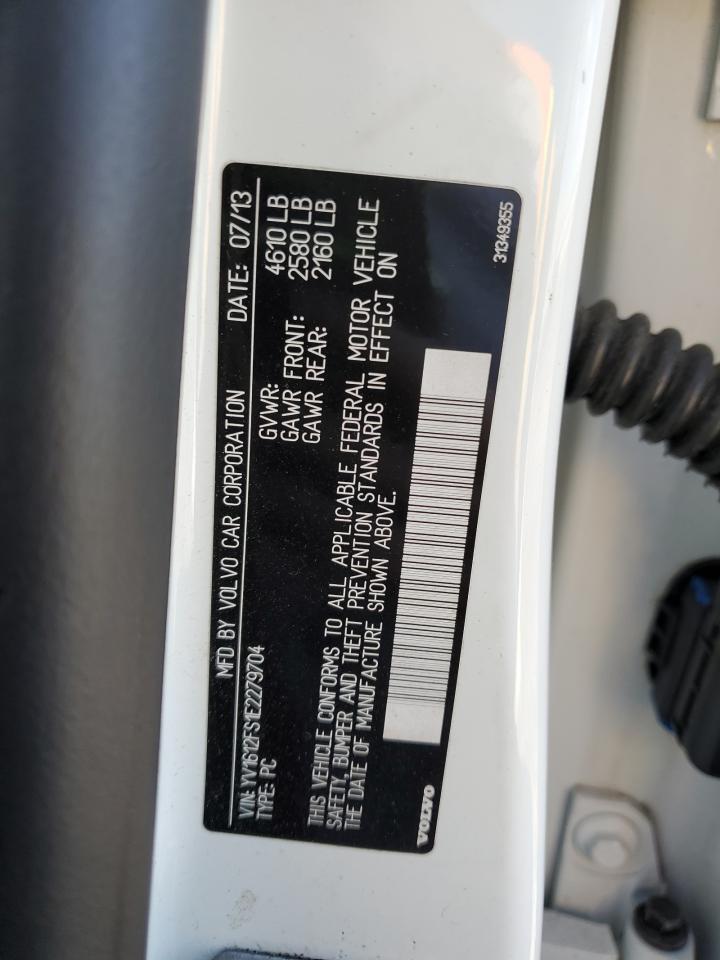 MFD BY VOLVO CAR CORPORATION DATE: 07/13
VIN: YV1612FS1E2279704
TYPE: PC
GVWR: 4610 LB
GAWR FRONT: 2580 LB
GAWR REAR: 2160 LB
THIS VEHICLE CONFORMS TO ALL APPLICABLE FEDERAL MOTOR VEHICLE
SAFETY, BUMPER AND THEFT PREVENTION STANDARDS IN EFFECT ON
THE DATE OF MANUFACTURE SHOWN ABOVE.
VOLVO
31349355